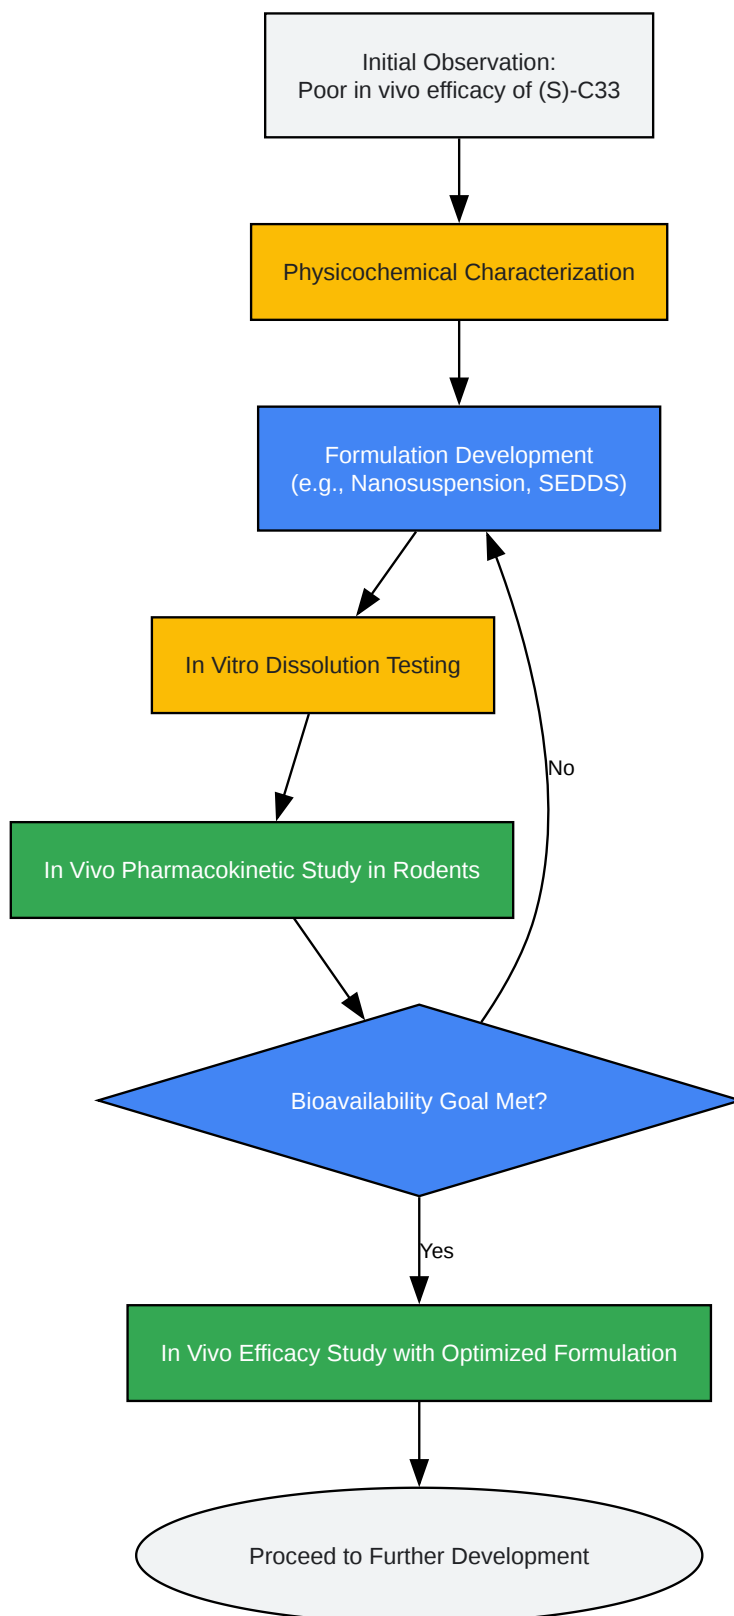 Initial Observation:
Poor in vivo efficacy of (S)-C33
Physicochemical Characterization
Formulation Development
(e.g., Nanosuspension, SEDDS)
In Vitro Dissolution Testing
No
In Vivo Pharmacokinetic Study in Rodents
Bioavailability Goal Met?
Yes
In Vivo Efficacy Study with Optimized Formulation
Proceed to Further Development